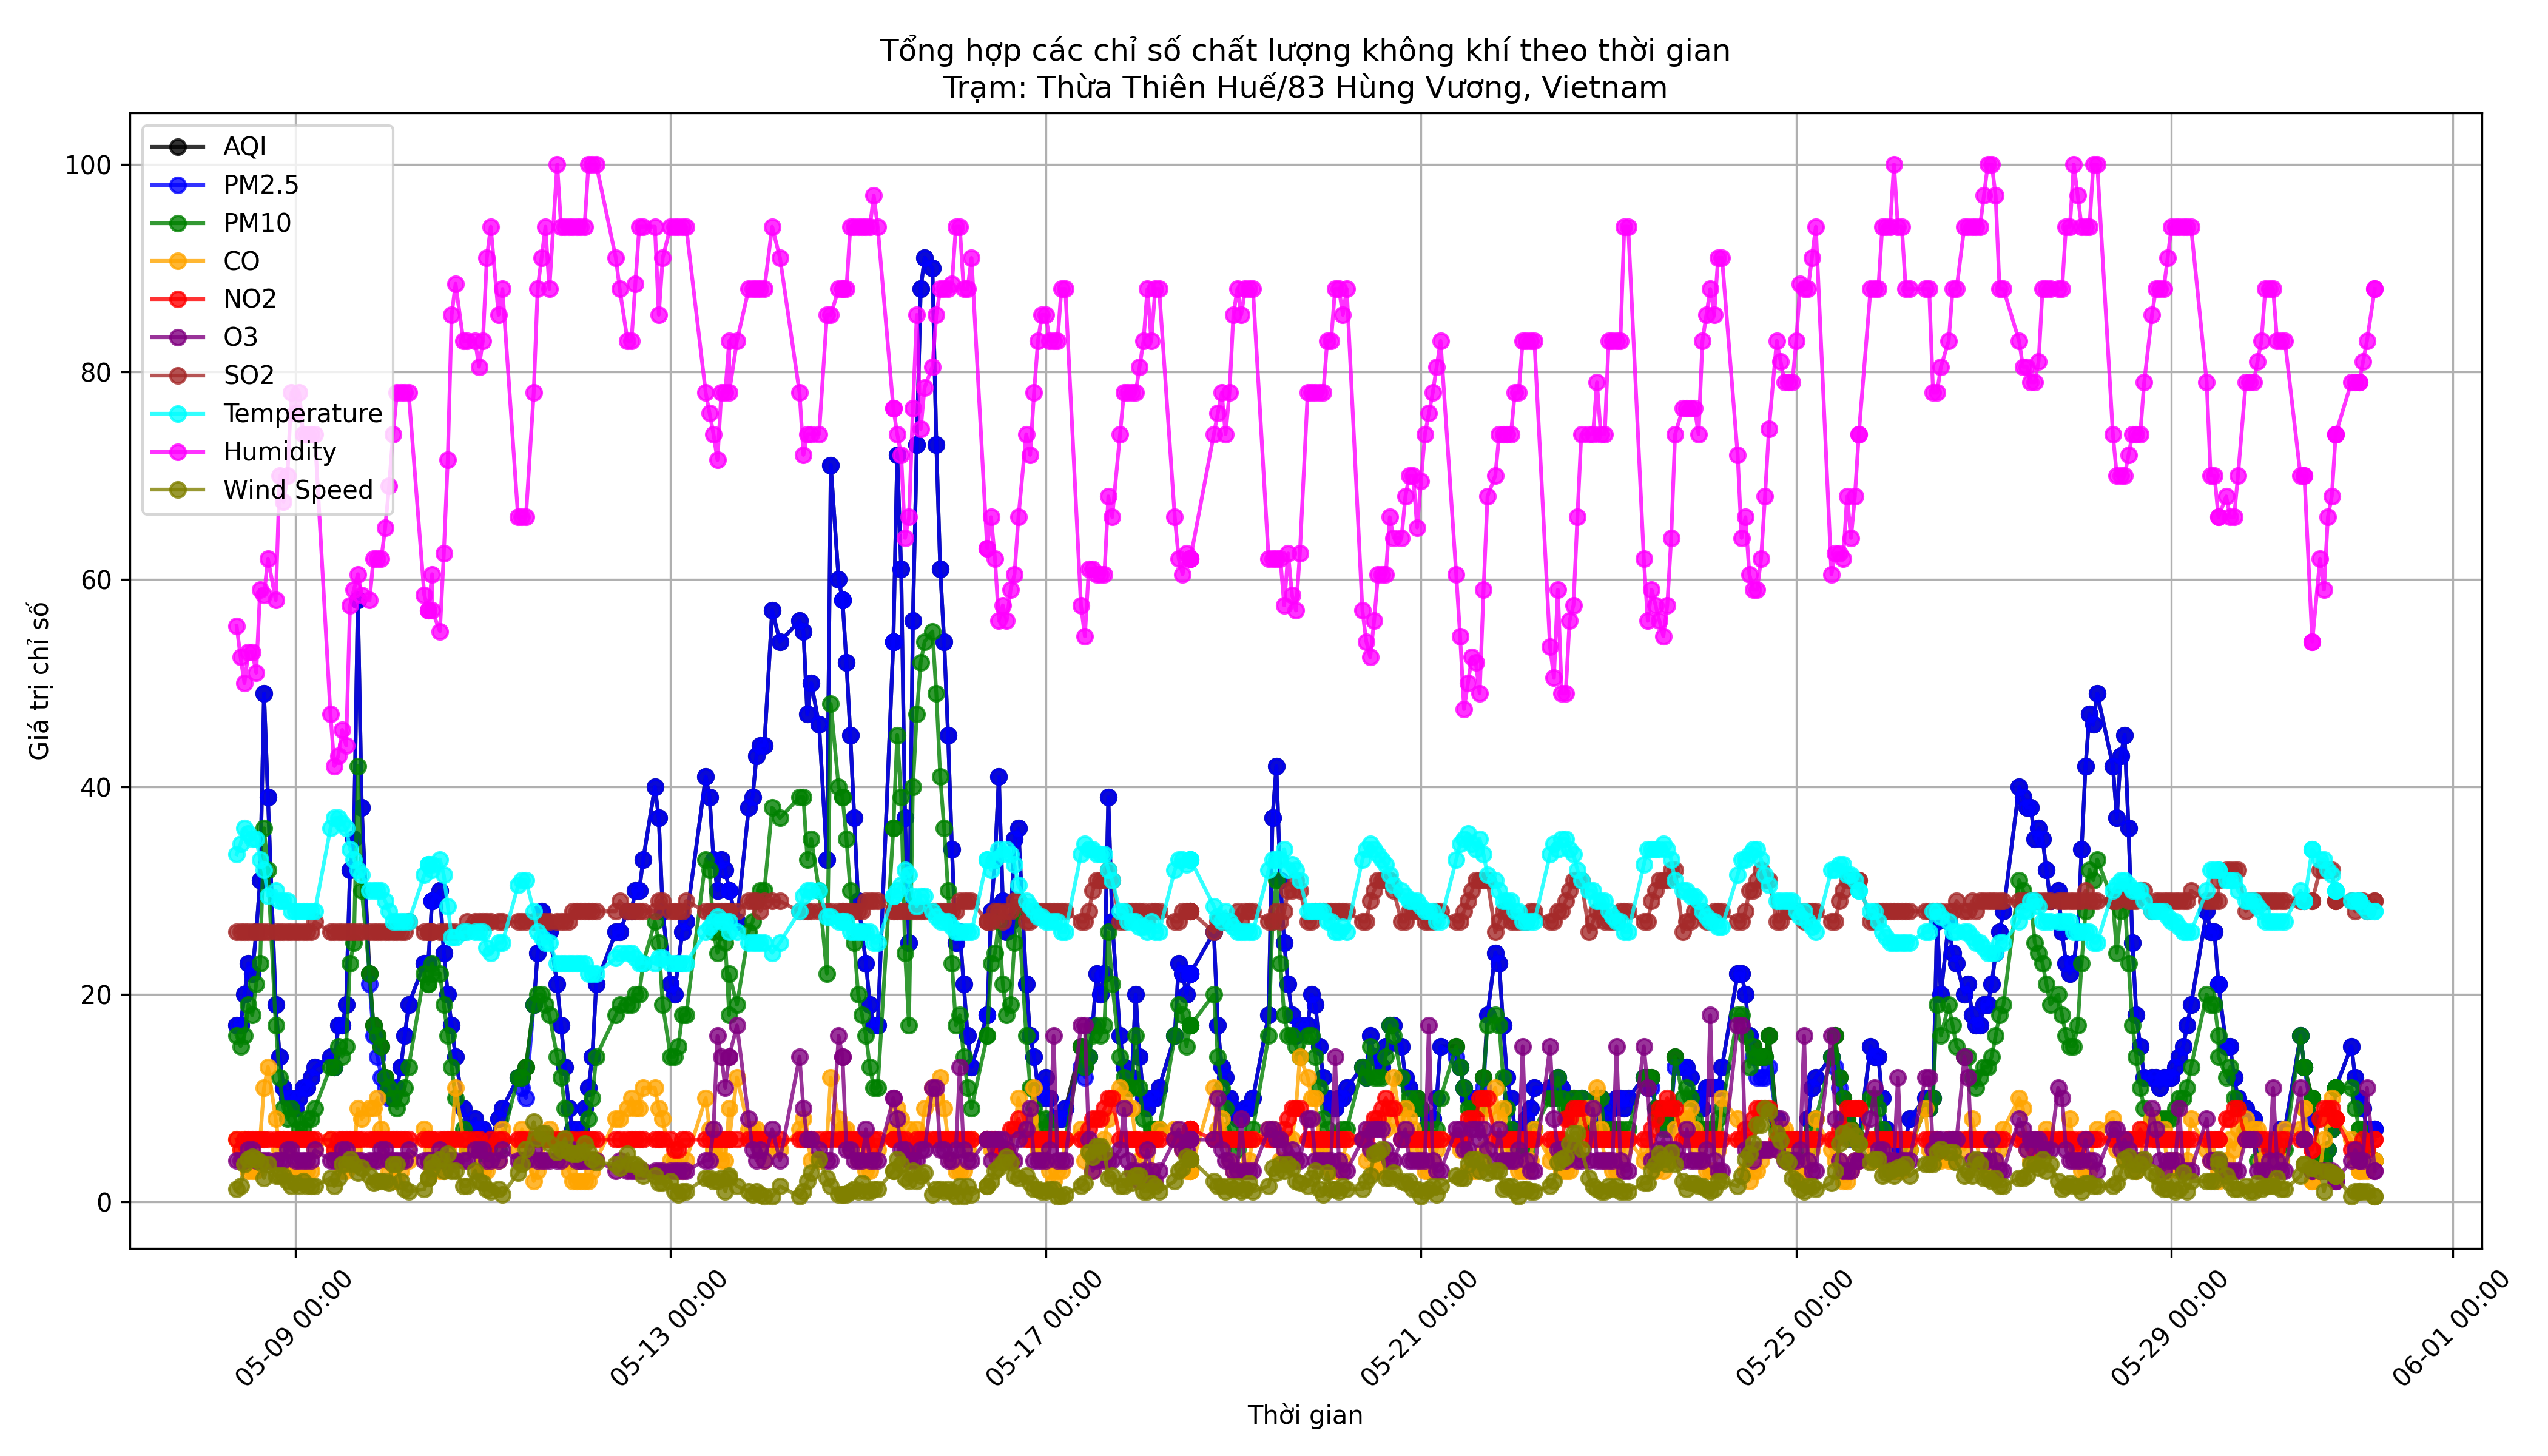 Tổng hợp các chỉ số chất lượng không khí theo thời gian
Trạm: Thừa Thiên Huế/83 Hùng Vương, Vietnam
AQI
PM2.5
PM10
CO
NO2
O3
SO2
Temperature
Humidity
Wind Speed
100
80
60
40
20
0
Giá trị chỉ số
05-09 00:00
05-13 00:00
05-17 00:00
05-21 00:00
05-25 00:00
05-29 00:00
06-01 00:00
Thời gian